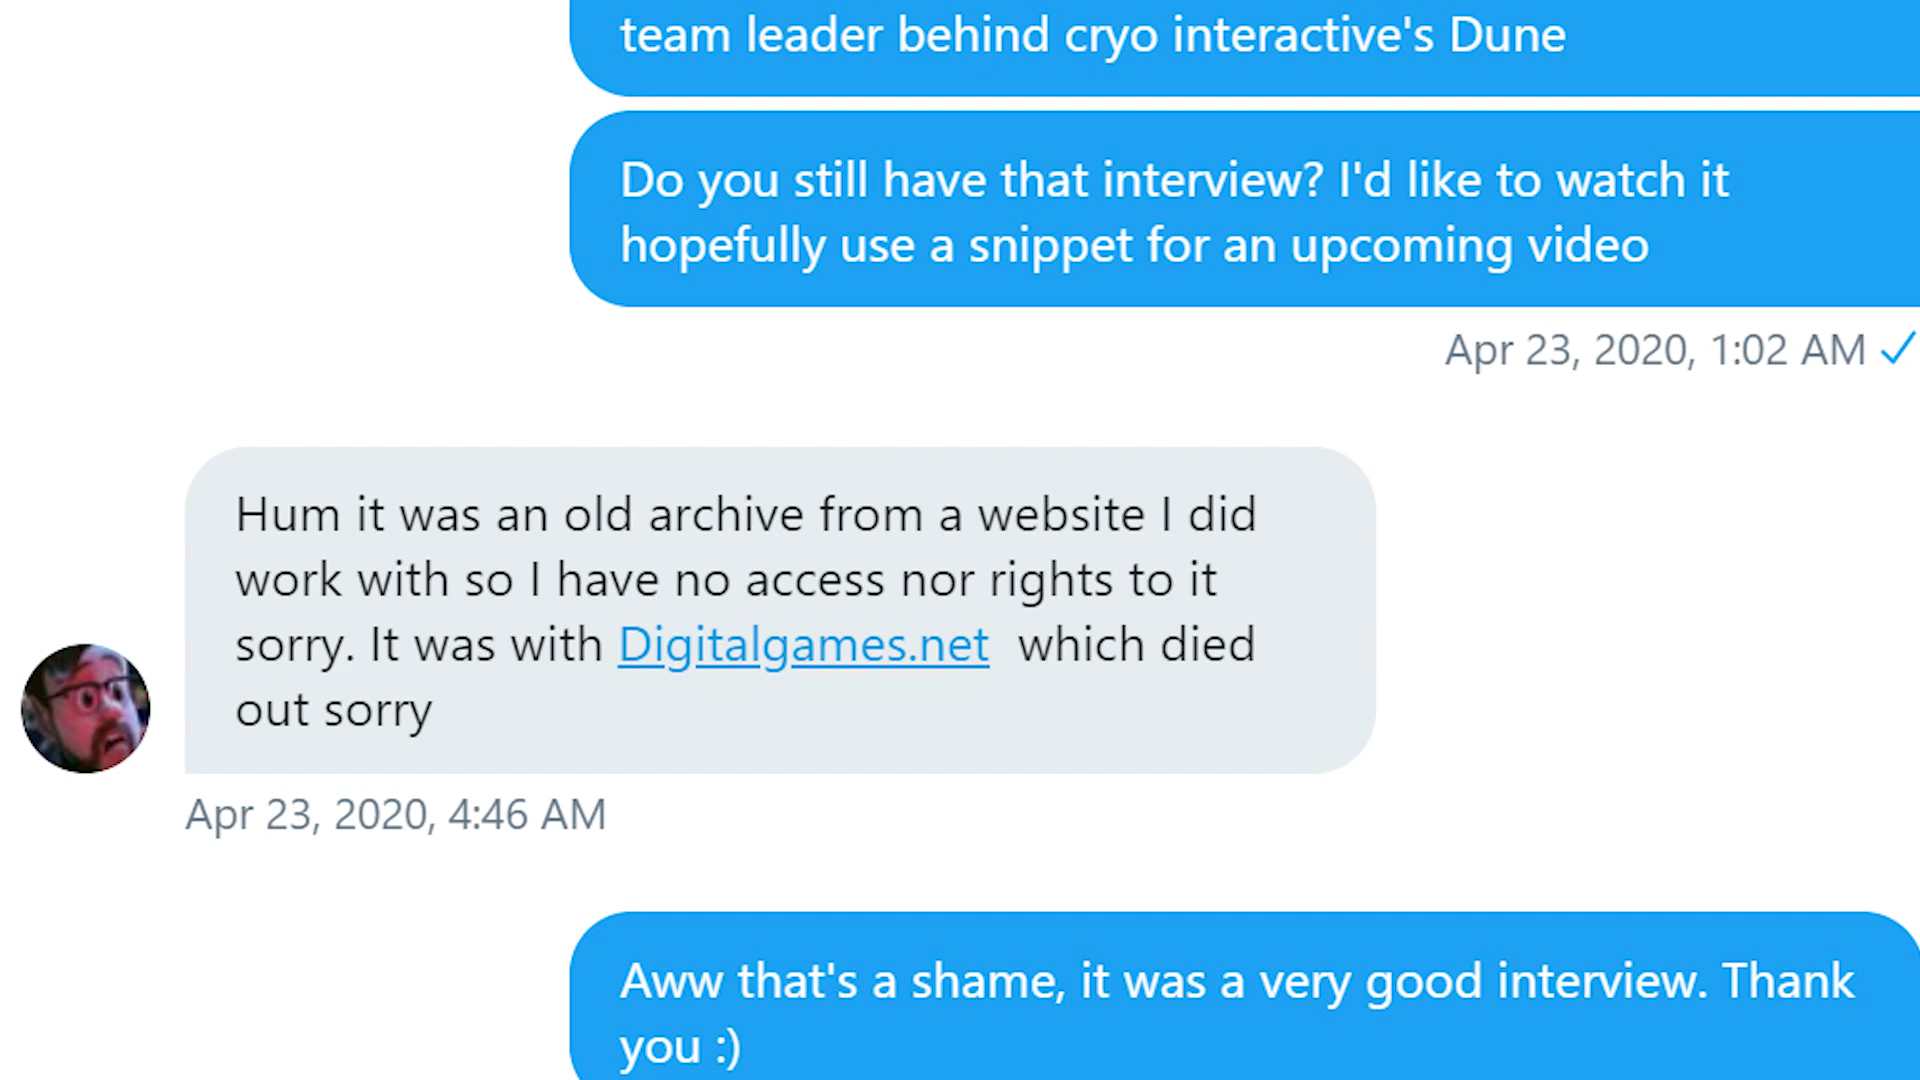 team leader behind cryo interactive's Dune
Do you still have that interview? I'd like to watch it
hopefully use a snippet for an upcoming video
Apr 23, 2020, 1:02 AM
Hum it was an old archive from a website I did
work with so I have no access nor rights to it
sorry. It was with Digitalgames.net which died
out sorry
Apr 23, 2020, 4:46 AM
Aww that's a shame, it was a very good interview. Thank
you :)